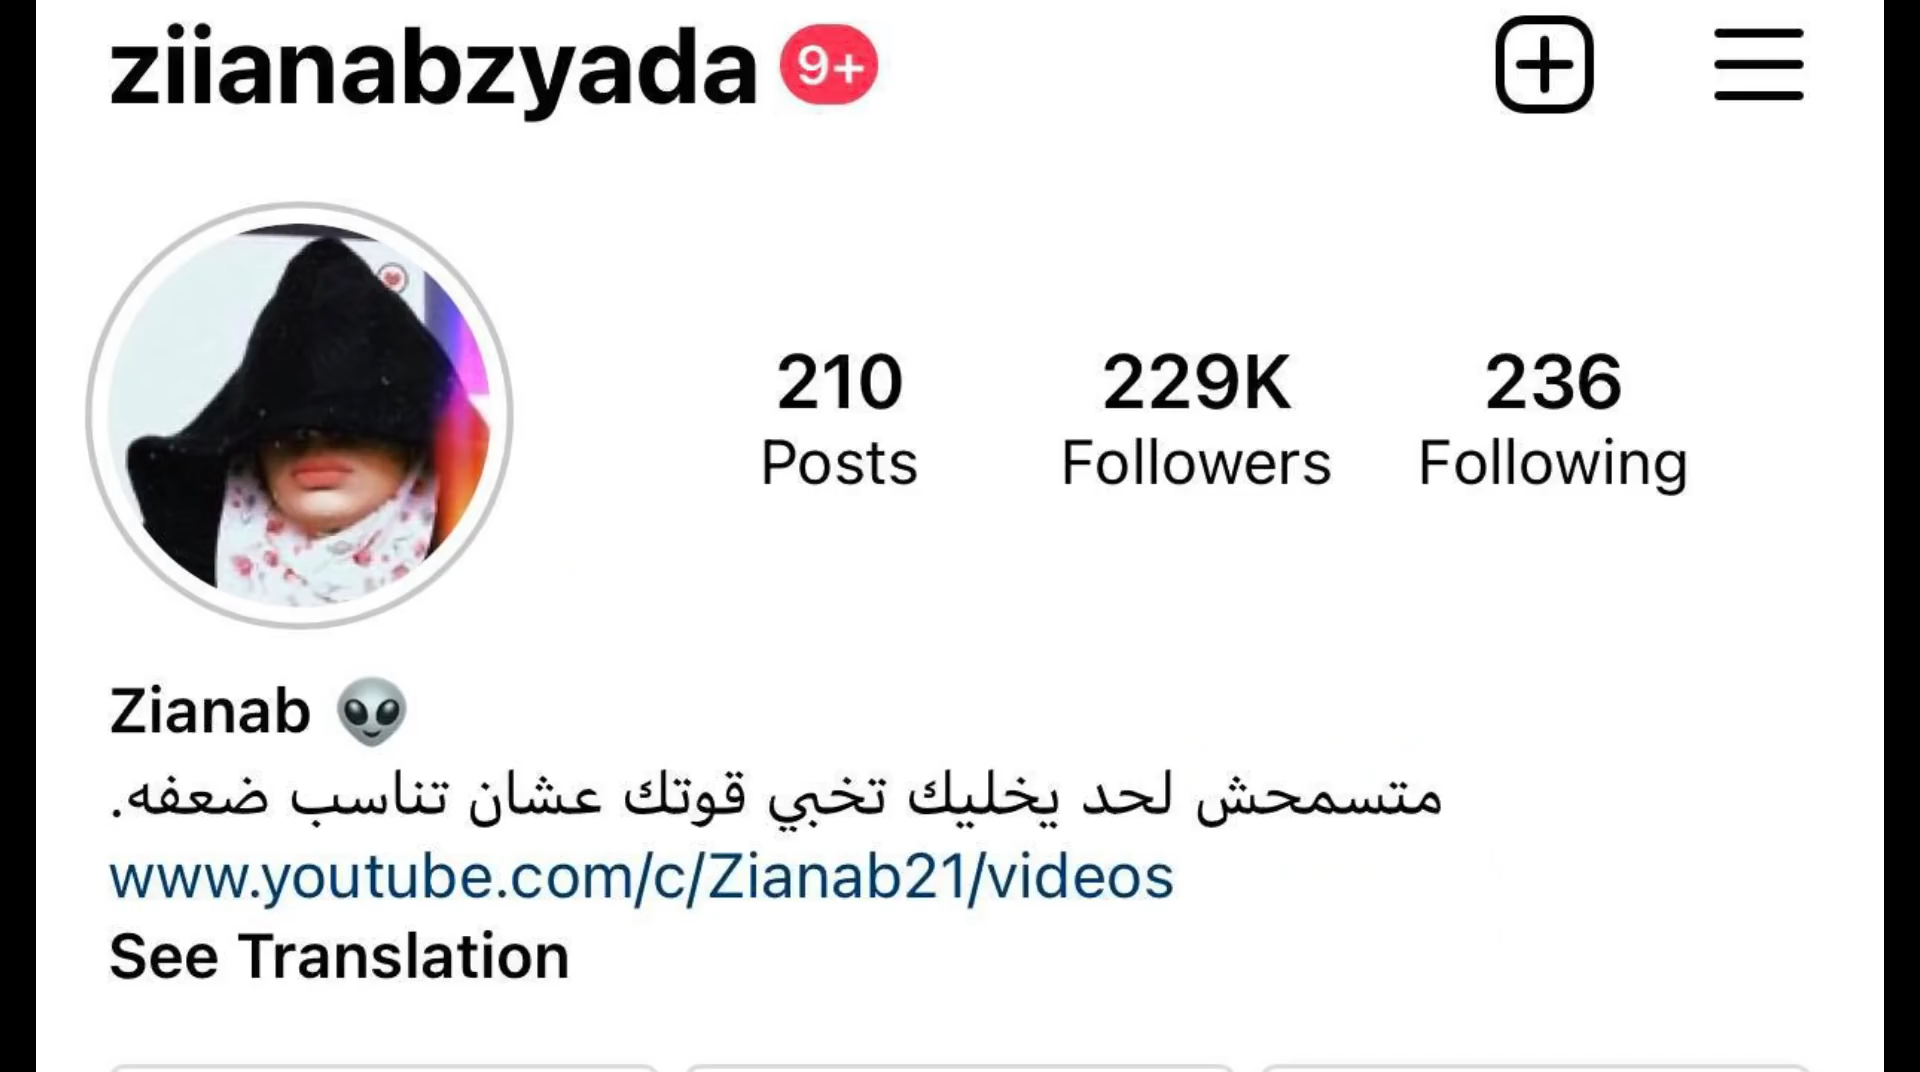 ziianabzyada 9+
210 229K 236
Posts Followers Following
Zianab 👽
متسمحش لحد يخليك تخبي قوتك عشان تناسب ضعفه.
www.youtube.com/c/Zianab21/videos
See Translation